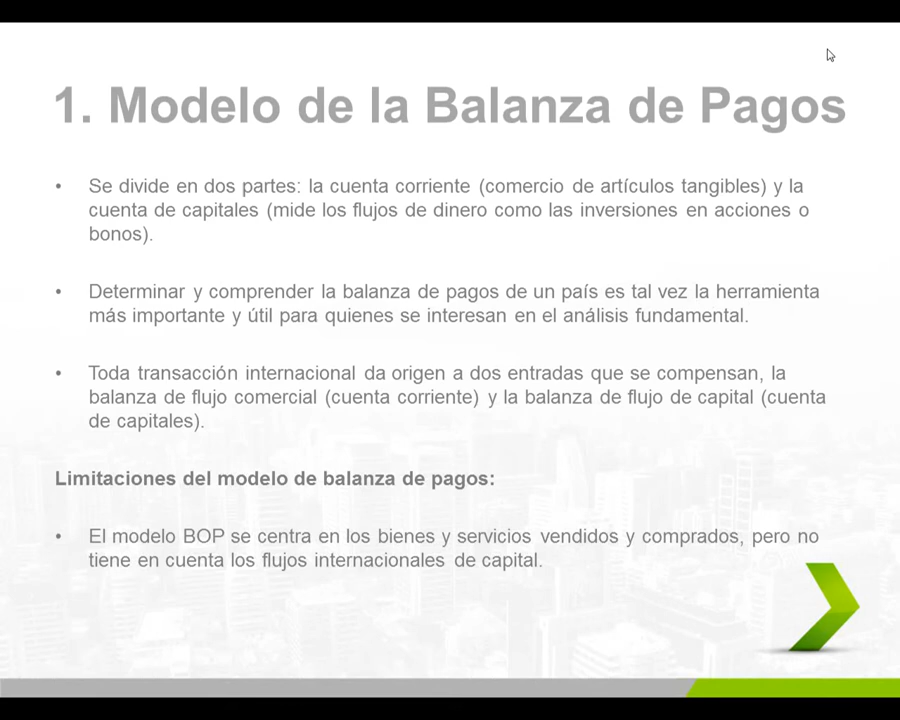 1. Modelo de la Balanza de Pagos
• Se divide en dos partes: la cuenta corriente (comercio de artículos tangibles) y la
cuenta de capitales (mide los flujos de dinero como las inversiones en acciones o
bonos).
• Determinar y comprender la balanza de pagos de un país es tal vez la herramienta
más importante y útil para quienes se interesan en el análisis fundamental.
• Toda transacción internacional da origen a dos entradas que se compensan, la
balanza de flujo comercial (cuenta corriente) y la balanza de flujo de capital (cuenta
de capitales).
Limitaciones del modelo de balanza de pagos:
• El modelo BOP se centra en los bienes y servicios vendidos y comprados, pero no
tiene en cuenta los flujos internacionales de capital.